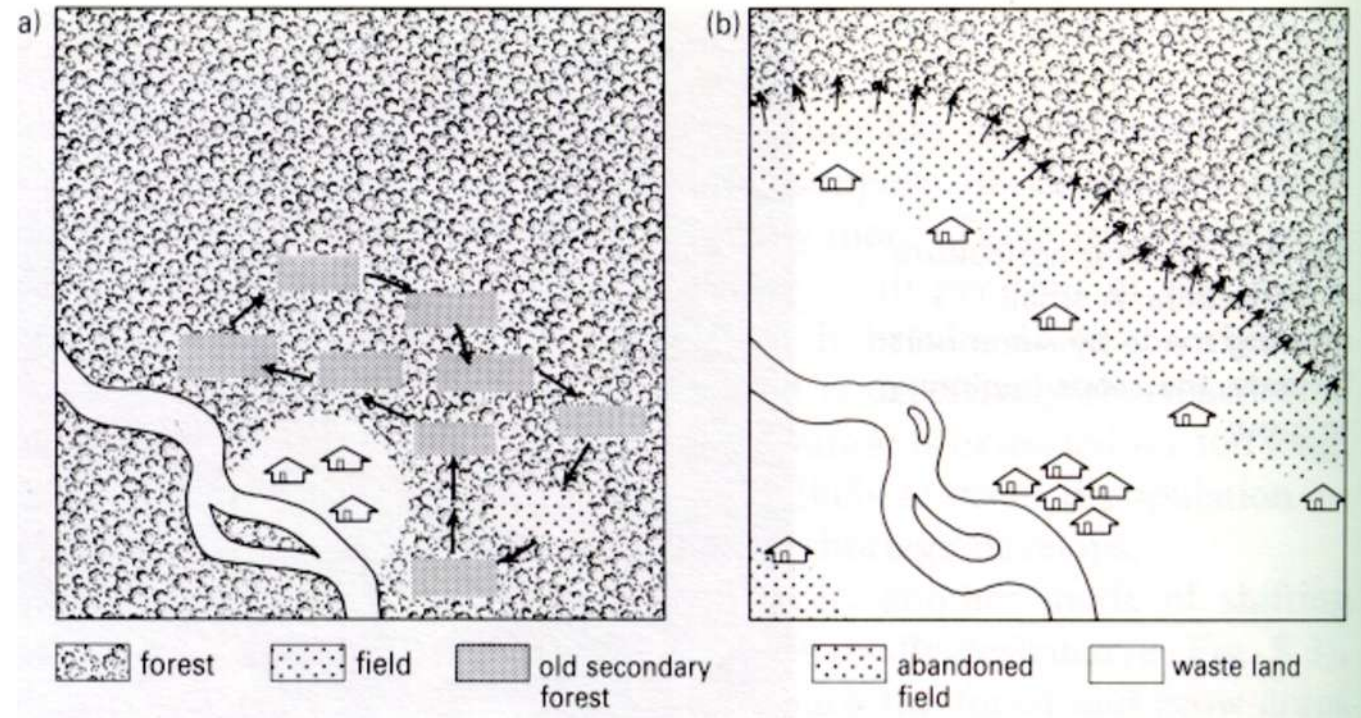 a)
(b)
forest
field
old secondary
forest
abandoned
field
waste land